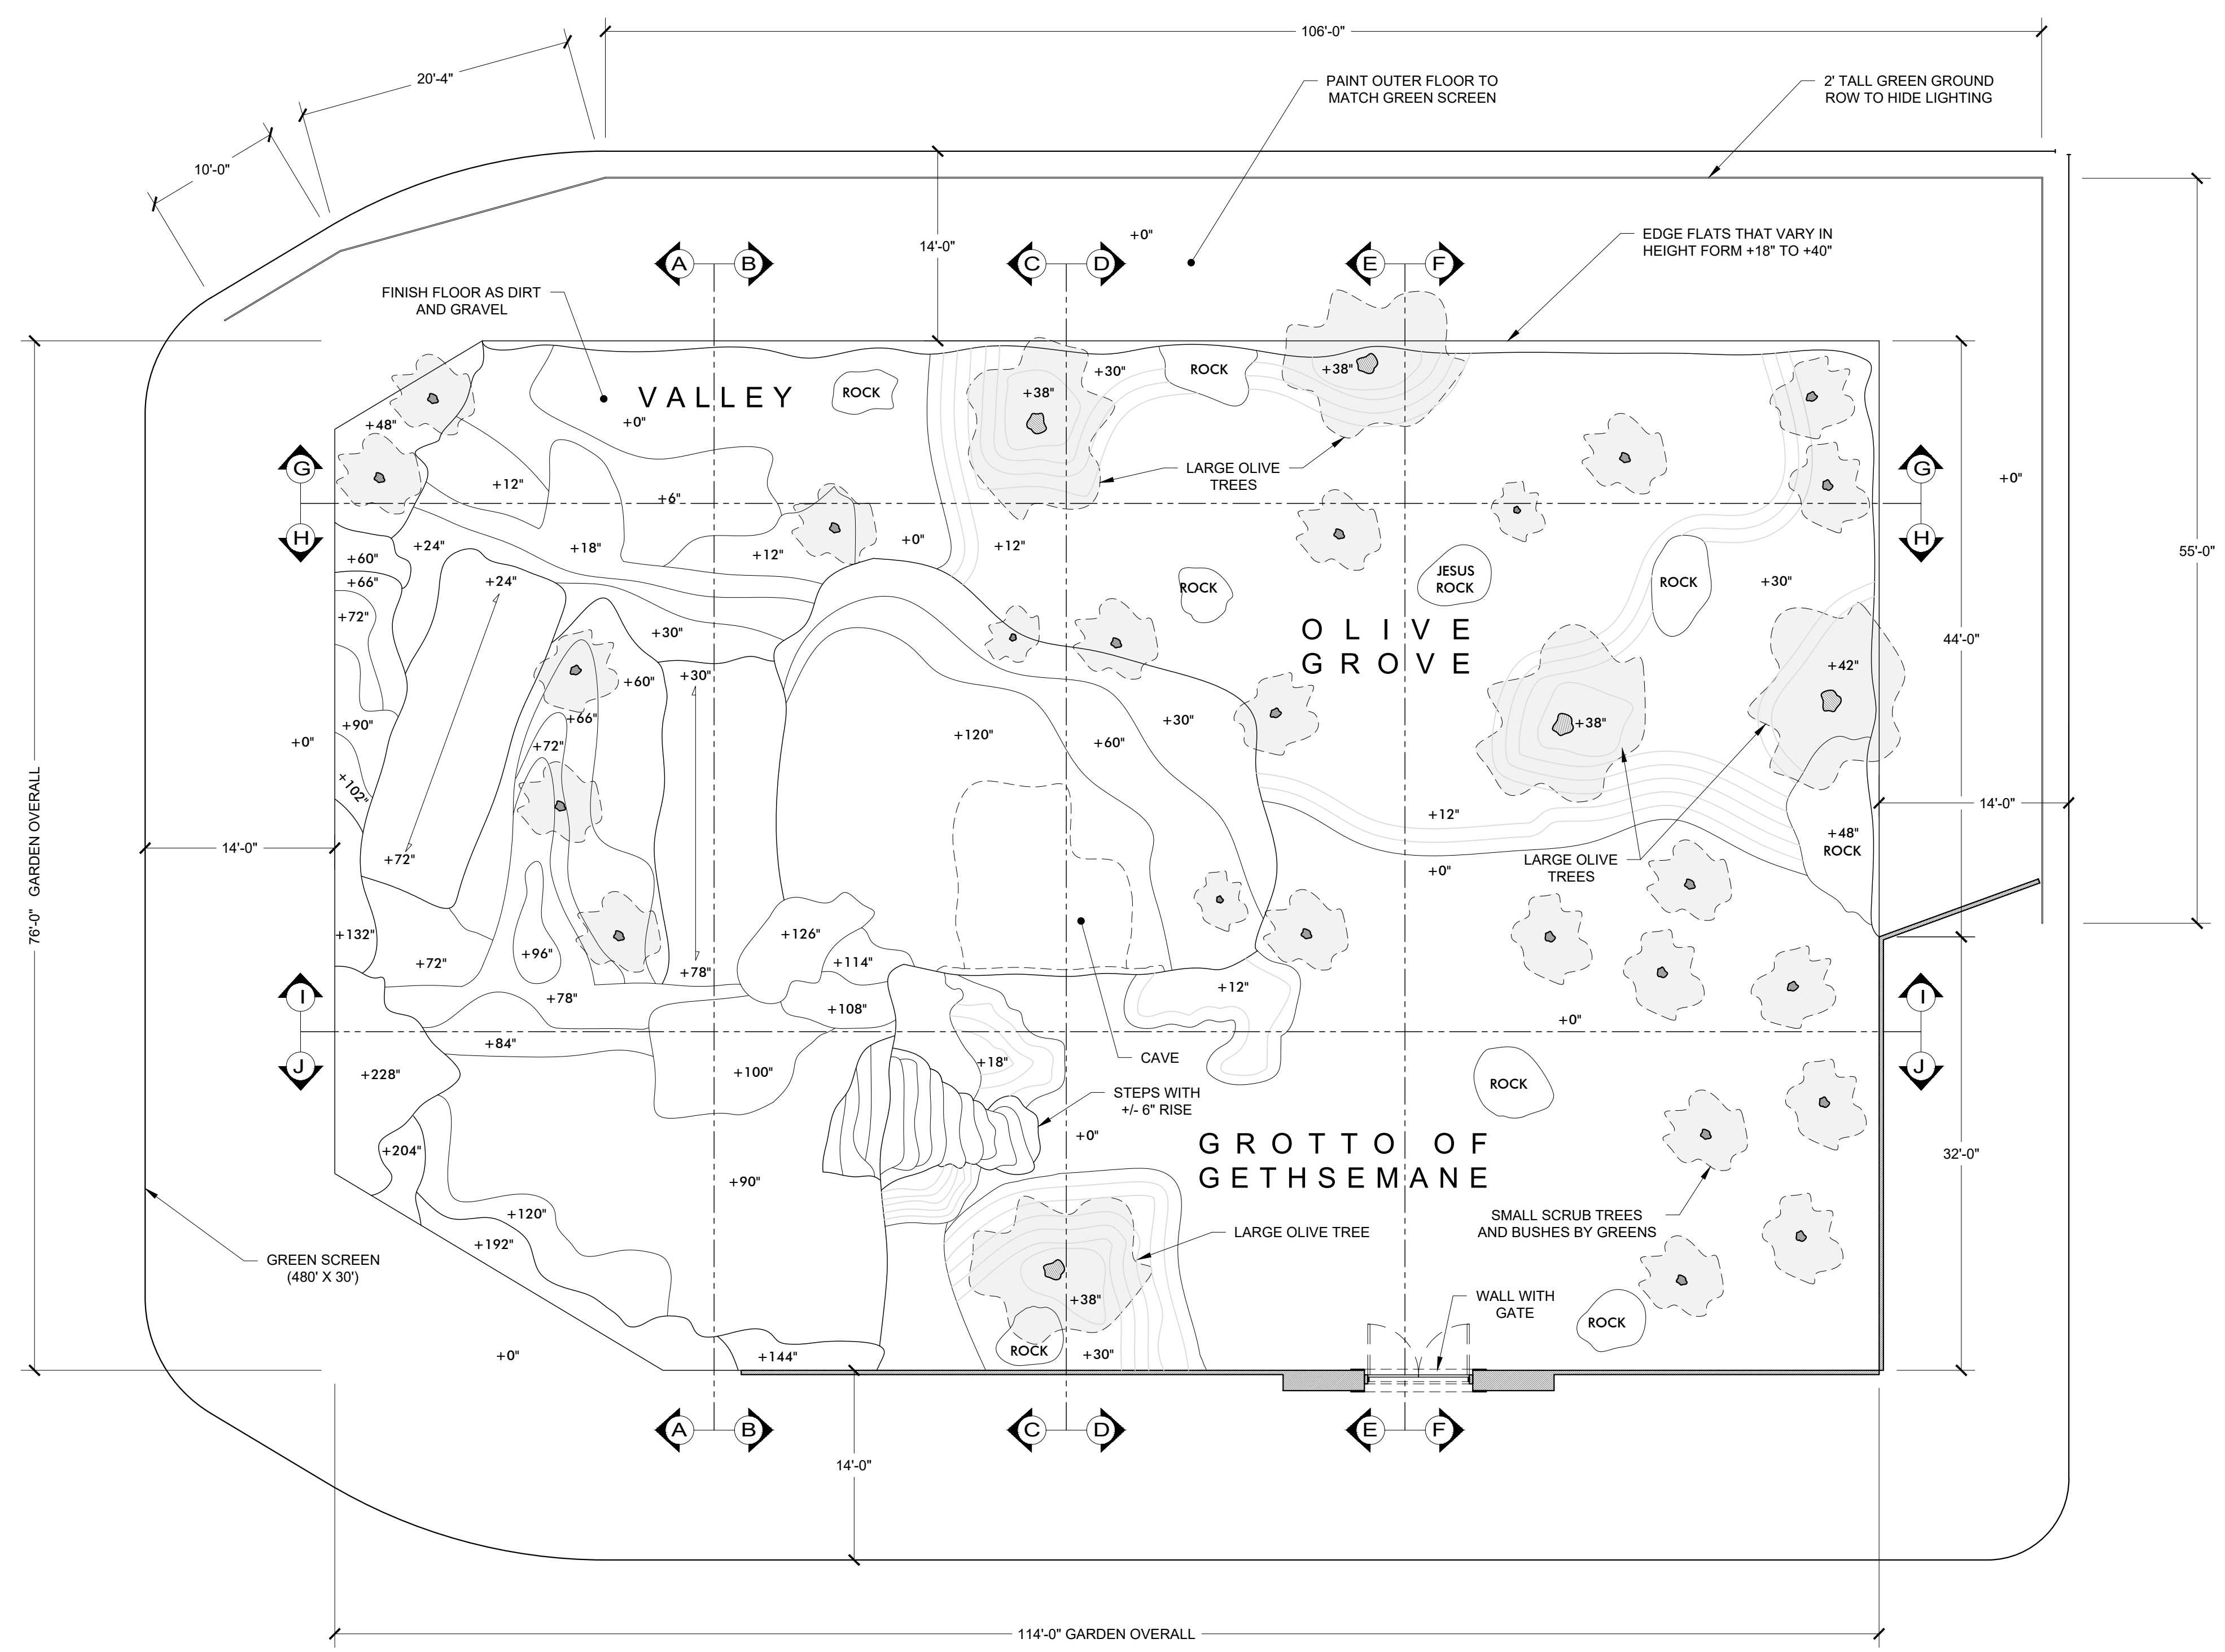 106'-0"
20'-4"
PAINT OUTER FLOOR TO
MATCH GREEN SCREEN
2' TALL GREEN GROUND
ROW TO HIDE LIGHTING
10'-0"
14'-0"
+0"
EDGE FLATS THAT VARY IN
HEIGHT FORM +18" TO +40"
A
B
C
D
E
F
FINISH FLOOR AS DIRT
AND GRAVEL
VALLEY
ROCK
+30"
ROCK
+38"
+38"
+48"
+0"
G
G
LARGE OLIVE
TREES
+0"
+12"
+6"
H
H
+24"
+18"
+12"
+0"
+12"
55'-0"
+60"
+66"
+24"
ROCK
JESUS
ROCK
ROCK
+30"
+72"
+30"
OLIVE
GROVE
44'-0"
+60"
+30"
+42"
+90"
+66"
+72"
+120"
+30"
+60"
+38"
+0"
+102"
14'-0"
+12"
76'-0" GARDEN OVERALL
14'-0"
+72"
LARGE OLIVE
TREES
+48"
ROCK
+0"
+132"
+126"
+72"
+96"
+114"
+78"
+12"
I
I
+78"
+108"
+0"
J
J
+84"
+18"
CAVE
+228"
+100"
ROCK
STEPS WITH
+/- 6" RISE
+0"
GROTTO OF
GETHSEMANE
+204"
32'-0"
+90"
+120"
SMALL SCRUB TREES
AND BUSHES BY GREENS
LARGE OLIVE TREE
+192"
GREEN SCREEN
(480' X 30')
+38"
WALL WITH
GATE
ROCK
ROCK
+0"
+144"
+30"
A
B
C
D
E
F
14'-0"
114'-0" GARDEN OVERALL